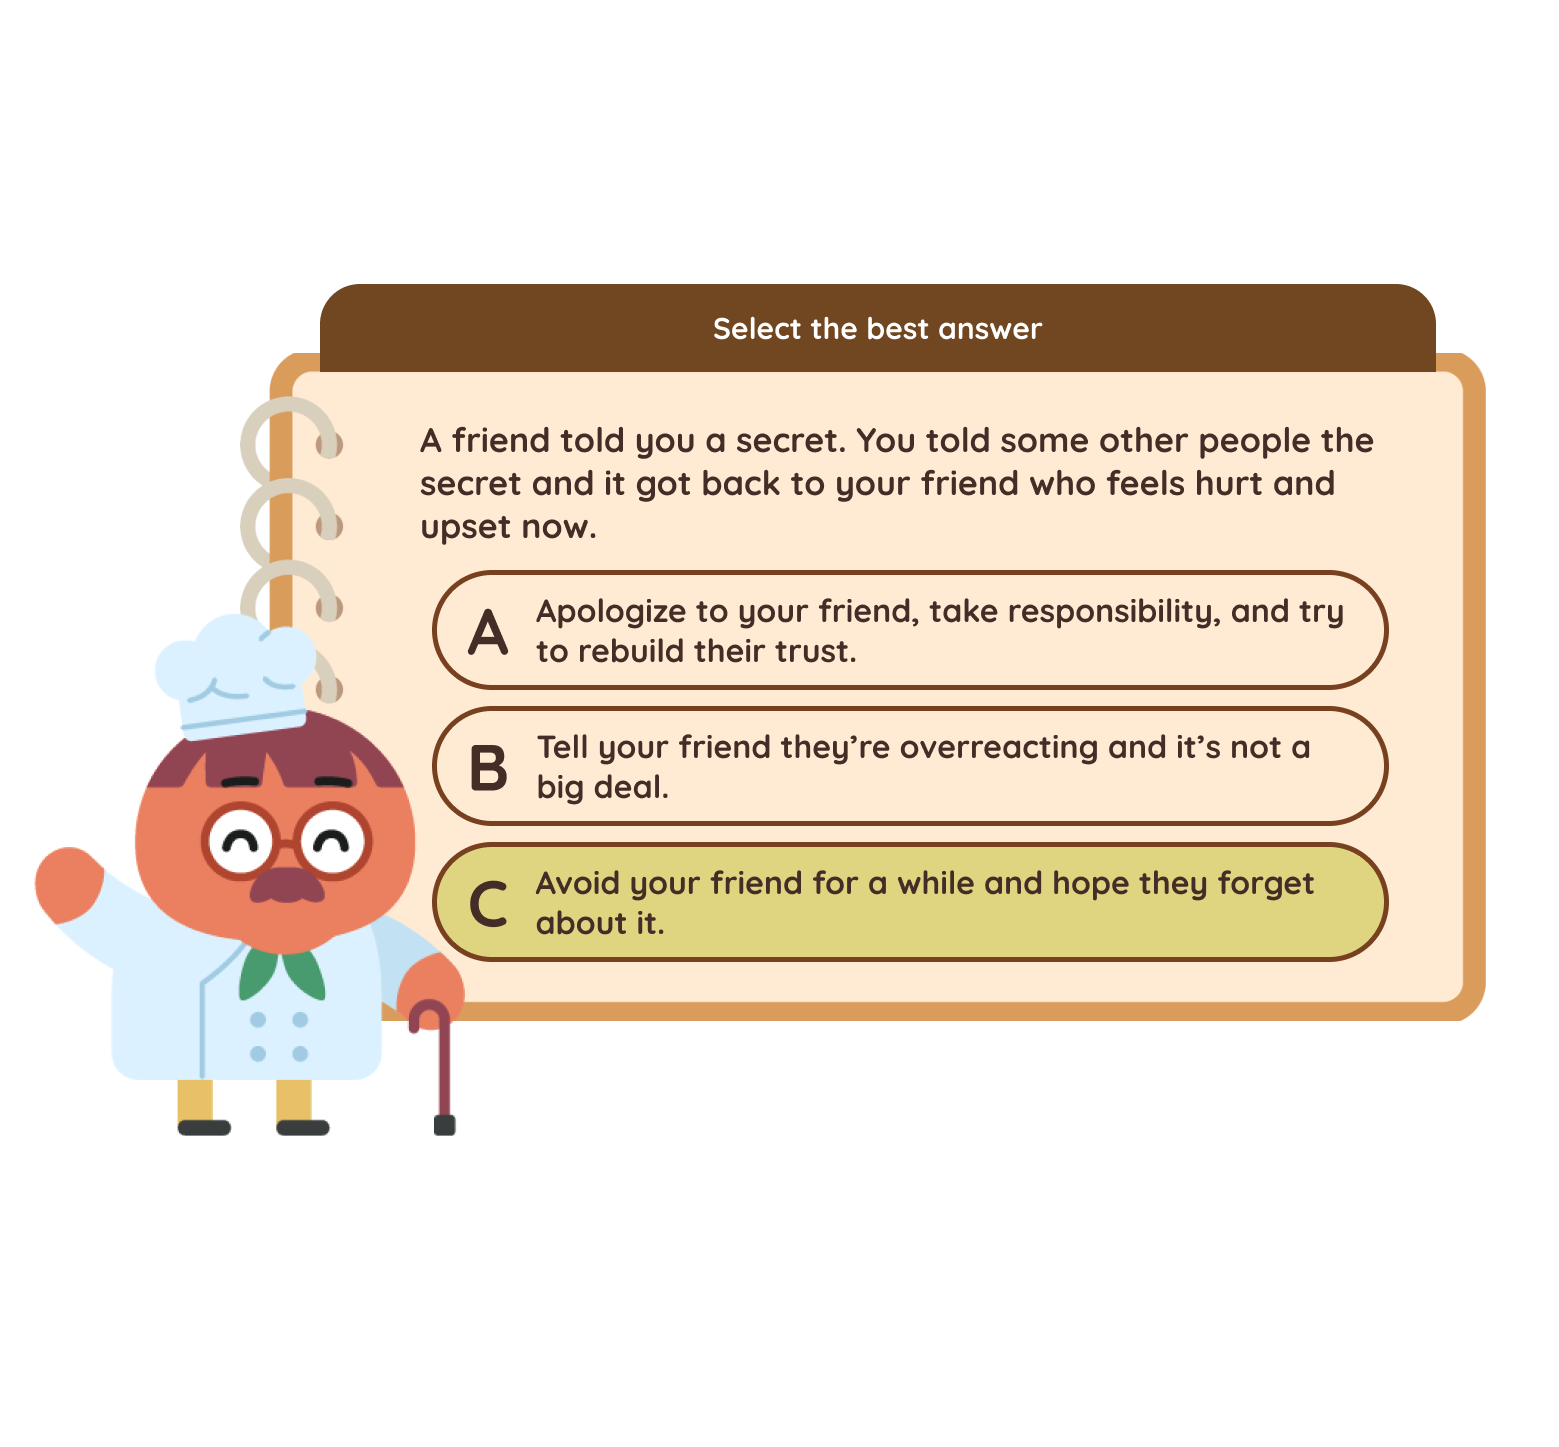 Select the best answer
A friend told you a secret. You told some other people the
secret and it got back to your friend who feels hurt and
upset now.
A
Apologize to your friend, take responsibility, and try
to rebuild their trust.
B
Tell your friend they’re overreacting and it’s not a
big deal.
C
Avoid your friend for a while and hope they forget
about it.